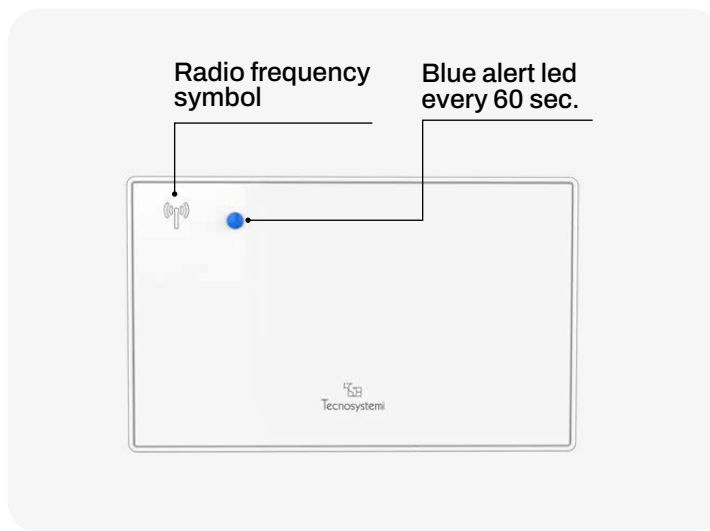 Radio frequency
symbol
Blue alert led
every 60 sec.
Tecnosystemi